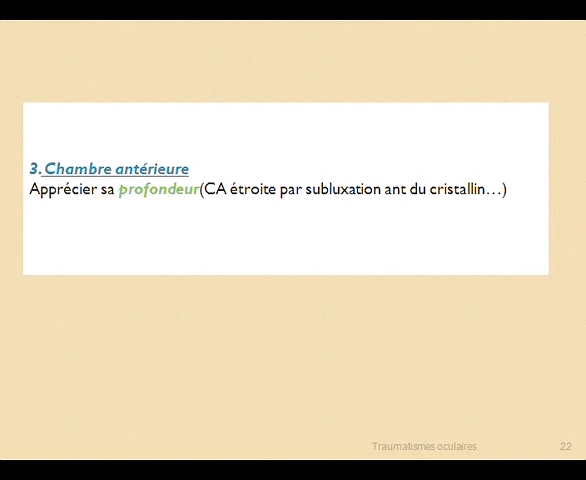 3. Chambre antérieure
Apprécier sa profondeur(CA étroite par subluxation ant du cristallin…)
Traumatismes oculaires
22